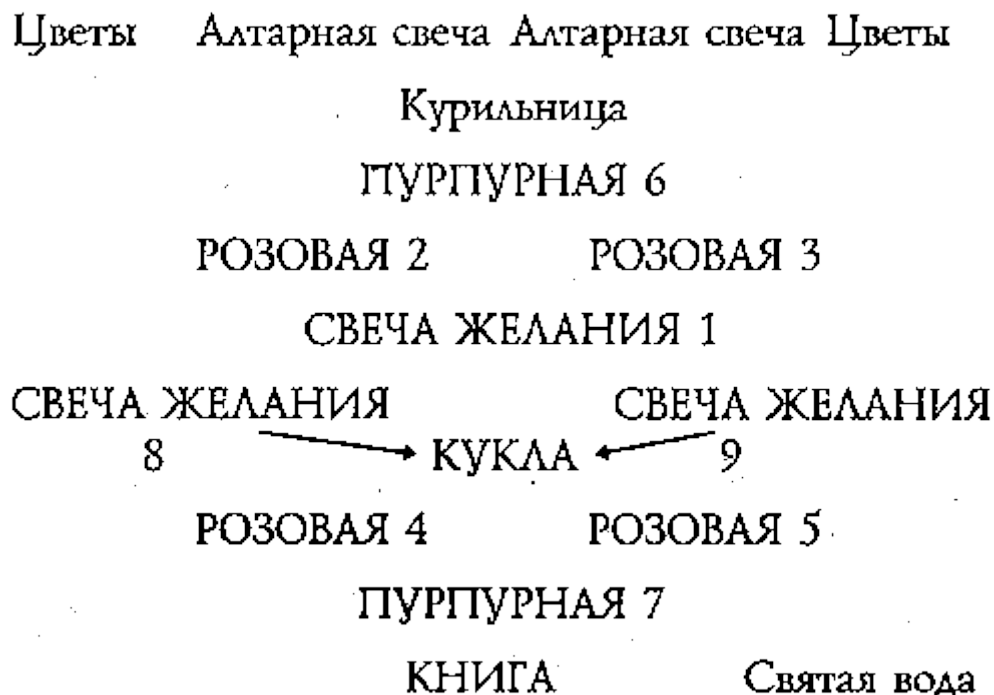 Цветы Алтарная свеча Алтарная свеча Цветы
Курильница
ПУРПУРНАЯ 6
РОЗОВАЯ 2 РОЗОВАЯ 3
СВЕЧА ЖЕЛАНИЯ 1
СВЕЧА ЖЕЛАНИЯ СВЕЧА ЖЕЛАНИЯ
8 КУКЛА 9
РОЗОВАЯ 4 РОЗОВАЯ 5
ПУРПУРНАЯ 7
КНИГА Святая вода